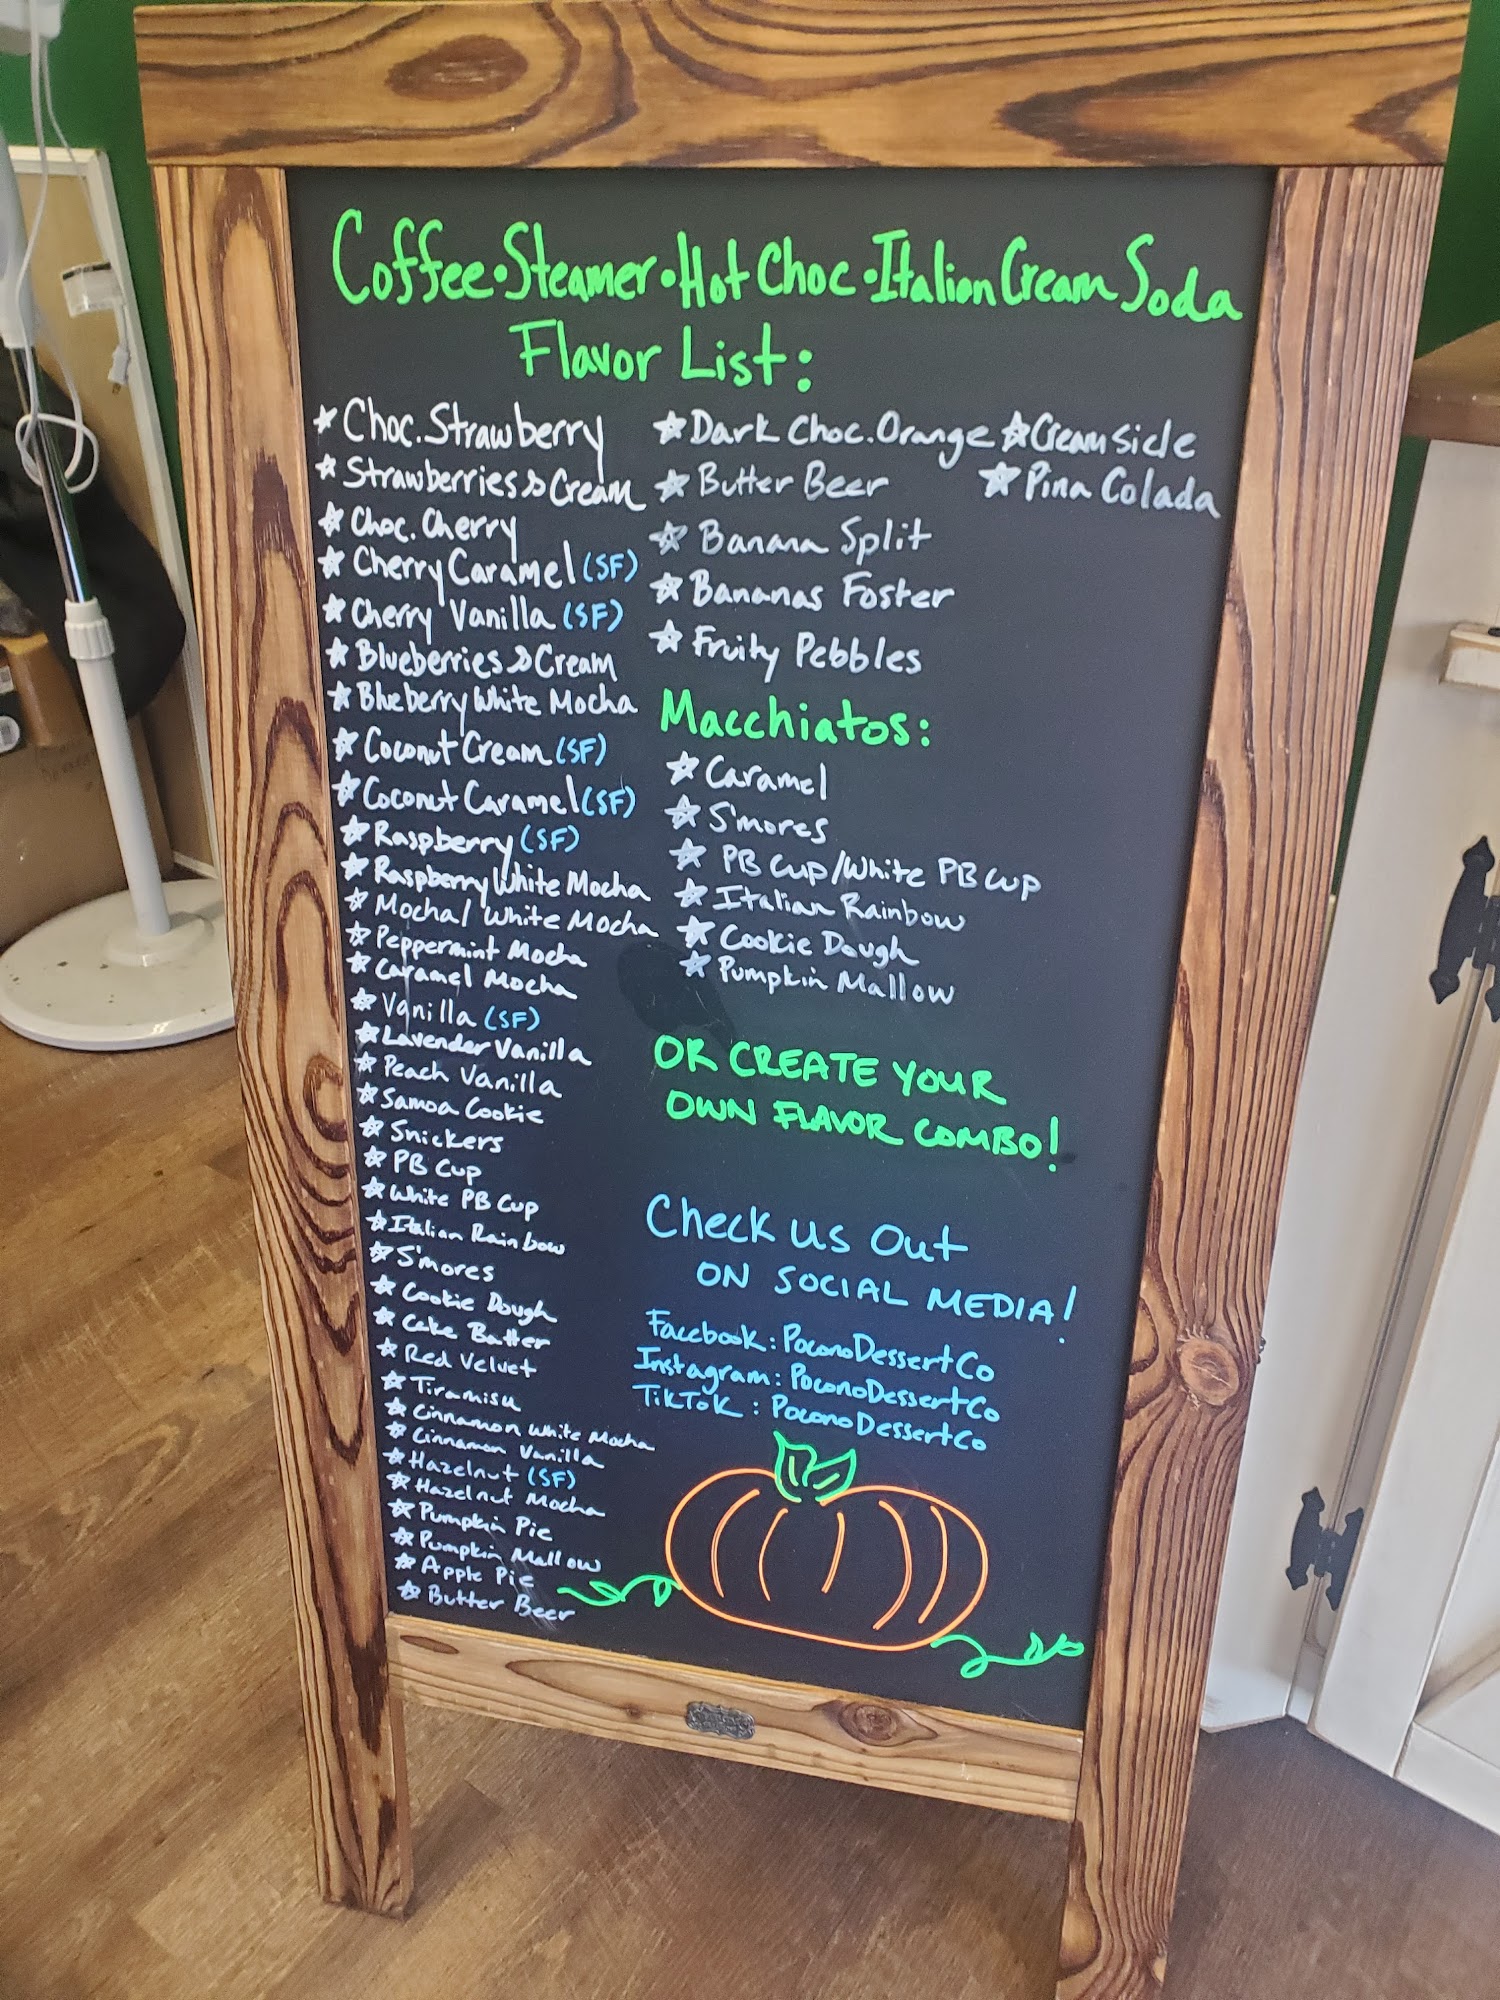 Coffee • Steamer • Hot Choc • Italian Cream Soda
Flavor List:
Choc. Strawberry
Strawberries & Cream
Choc. Cherry
Cherry Caramel (SF)
Cherry Vanilla (SF)
Blueberries & Cream
Blueberry White Mocha
Coconut Cream (SF)
Coconut Caramel (SF)
Raspberry (SF)
Raspberry White Mocha
Mocha / White Mocha
Peppermint Mocha
Caramel Mocha
Vanilla (SF)
Lavender Vanilla
Peach Vanilla
Samoa Cookie
Snickers
PB Cup
White PB Cup
Italian Rainbow
S'mores
Cookie Dough
Cake Batter
Red Velvet
Tiramisu
Cinnamon White Mocha
Cinnamon Vanilla
Hazelnut (SF)
Hazelnut Mocha
Pumpkin Pie
Pumpkin Mallow
Apple Pie
Butter Beer
Dark Choc. Orange
Butter Beer
Banana Split
Bananas Foster
Fruity Pebbles
Creamsicle
Pina Colada
Macchiatos:
Caramel
S'mores
PB Cup/White PB Cup
Italian Rainbow
Cookie Dough
Pumpkin Mallow
OR CREATE YOUR
OWN FLAVOR COMBO!
Check us Out
ON SOCIAL MEDIA!
Facebook: PoconoDessertCo
Instagram: PoconoDessertCo
TikTok: PoconoDessertCo